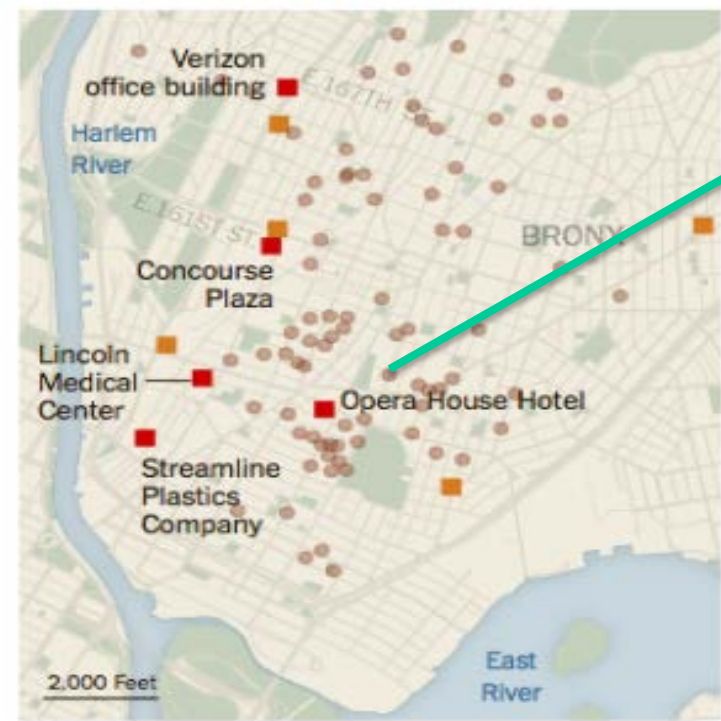 Verizon
office building
E 167TH ST.
Harlem
River
E 161ST ST.
BRONX
Concourse
Plaza
Lincoln
Medical
Center
Opera House Hotel
Streamline
Plastics
Company
2,000 Feet
East
River